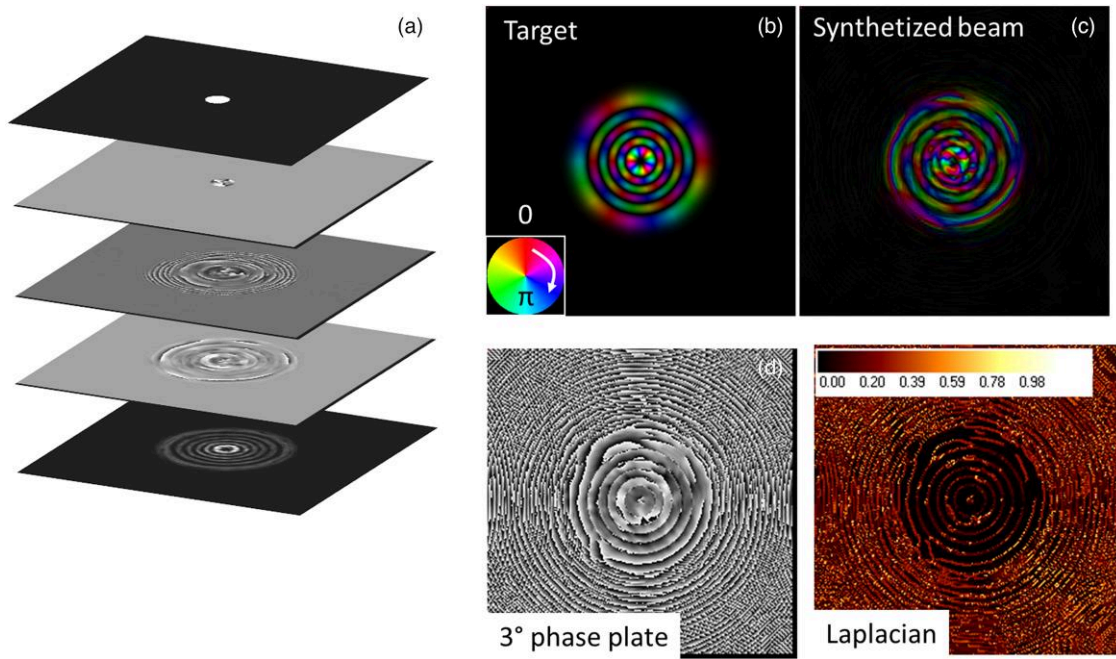 (a)
Target
(b)
Synthetized beam
(c)
0
π
(d)
3° phase plate
0.00 0.20 0.39 0.59 0.78 0.98
Laplacian